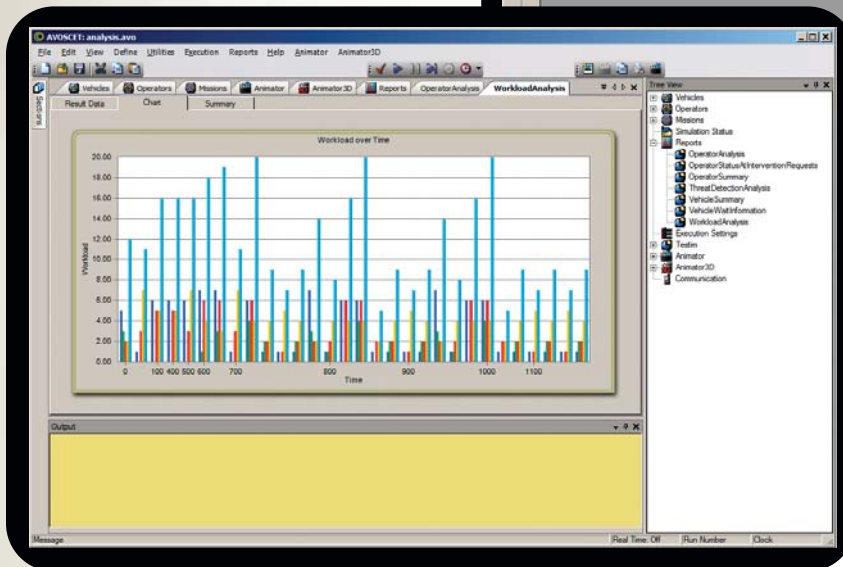 AVOSCET: analysis.avo
File Edit View Define Utilities Execution Reports Help Animator Animator3D
Vehicles Operators Missions Animator Animator3D Reports OperatorAnalysis WorkloadAnalysis
Sections
Result Data Chart Summary
Workload over Time
Workload
20.00
18.00
16.00
14.00
12.00
10.00
8.00
6.00
4.00
2.00
0.00
0 100 400 500 600 700 800 900 1000 1100
Time
Output
Tree View
Vehicles
Operators
Missions
Simulation Status
Reports
OperatorAnalysis
OperatorStatusAtInterventionRequests
OperatorSummary
ThreatDetectionAnalysis
VehicleSummary
VehicleWaitInformation
WorkloadAnalysis
Execution Settings
Testim
Animator
Animator3D
Communication
Message Real Time: Off Run Number Clock